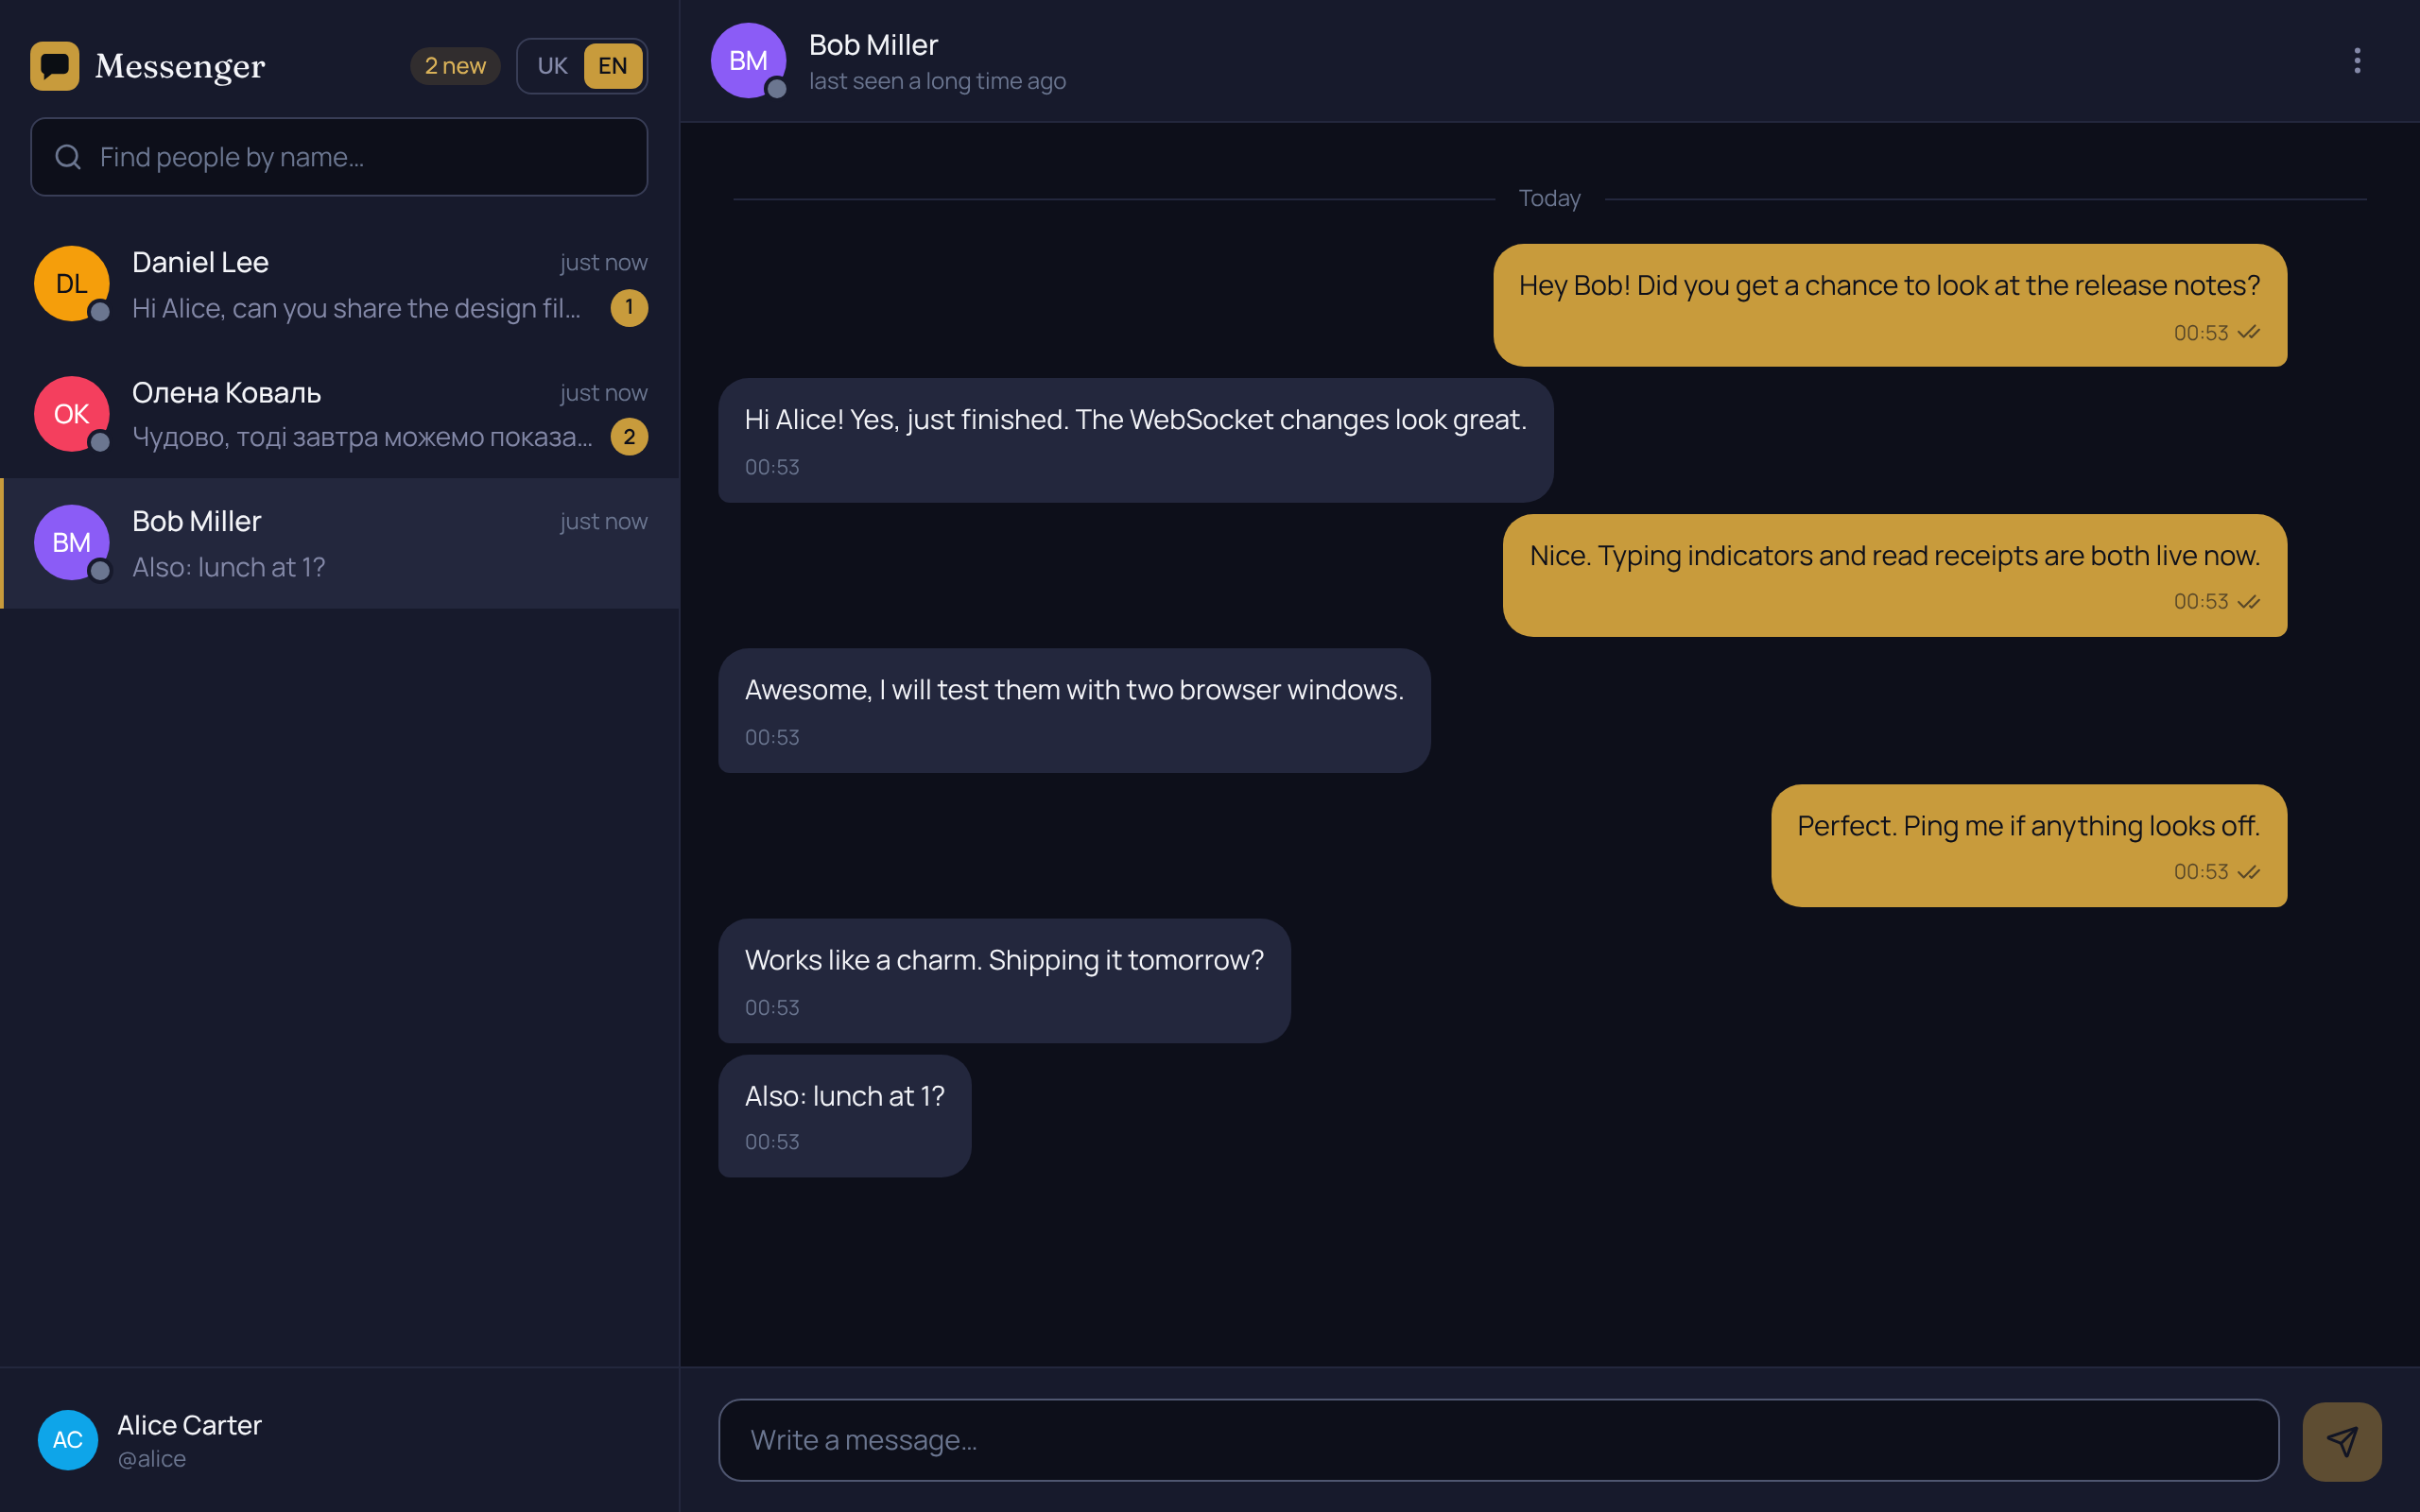 Messenger
2 new
UK EN
Find people by name...
DL
Daniel Lee
just now
Hi Alice, can you share the design fil...
1
ОК
Олена Коваль
just now
Чудово, тоді завтра можемо показа...
2
BM
Bob Miller
just now
Also: lunch at 1?
AC
Alice Carter
@alice
BM
Bob Miller
last seen a long time ago
Today
Hey Bob! Did you get a chance to look at the release notes?
00:53
Hi Alice! Yes, just finished. The WebSocket changes look great.
00:53
Nice. Typing indicators and read receipts are both live now.
00:53
Awesome, I will test them with two browser windows.
00:53
Perfect. Ping me if anything looks off.
00:53
Works like a charm. Shipping it tomorrow?
00:53
Also: lunch at 1?
00:53
Write a message...